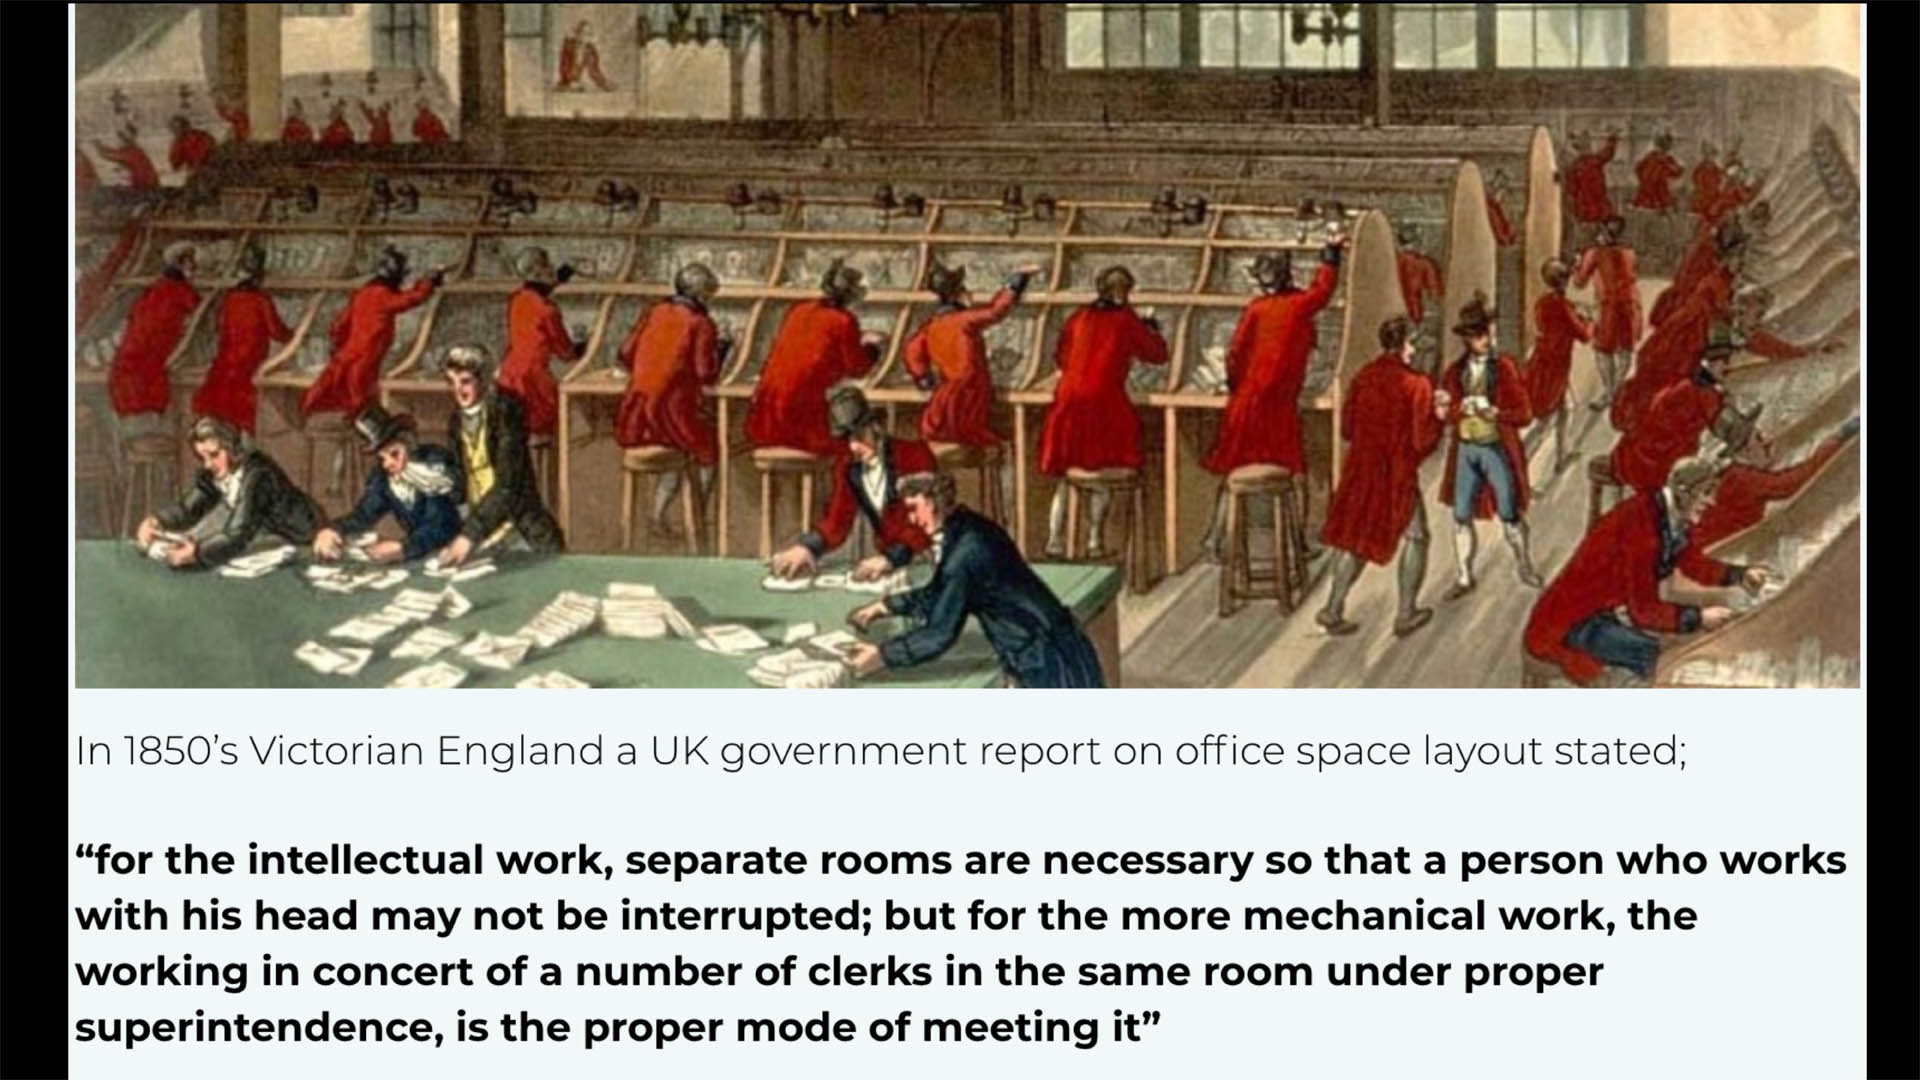 In 1850’s Victorian England a UK government report on office space layout stated;
“for the intellectual work, separate rooms are necessary so that a person who works
with his head may not be interrupted; but for the more mechanical work, the
working in concert of a number of clerks in the same room under proper
superintendence, is the proper mode of meeting it”